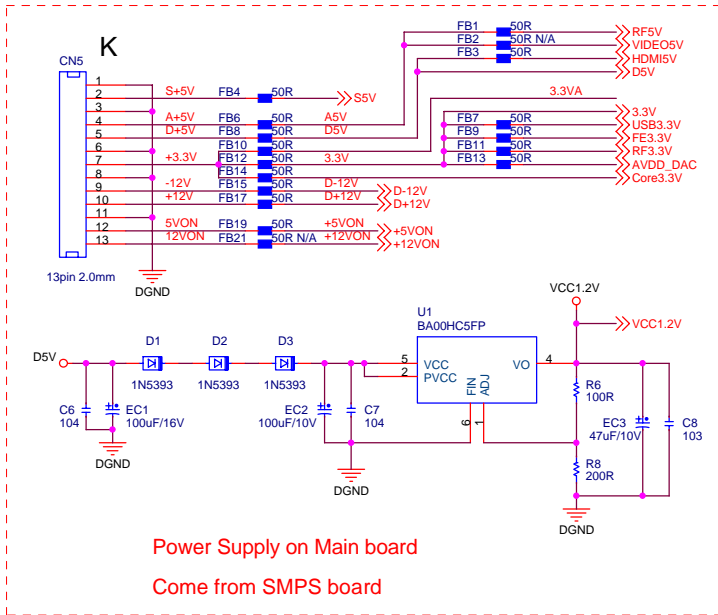 K
CN5
13pin 2.0mm
1
2
3
4
5
6
7
8
9
10
11
12
13
S+5V FB4 50R S5V
A+5V FB6 50R A5V
D+5V FB8 50R D5V
FB10 50R 3.3VA
+3.3V FB12 50R 3.3V
FB14 50R
-12V FB15 50R D-12V D-12V
+12V FB17 50R D+12V D+12V
5VON FB19 50R +5VON +5VON
12VON FB21 50R N/A +12VON +12VON
DGND
FB1 50R RF5V
FB2 50R N/A VIDEO5V
FB3 50R HDMI5V
D5V
3.3V
FB7 50R USB3.3V
FB9 50R FE3.3V
FB11 50R RF3.3V
FB13 50R AVDD_DAC
Core3.3V
D5V
C6
104
EC1
100uF/16V
DGND
D1
1N5393
D2
1N5393
D3
1N5393
EC2
100uF/10V
C7
104
DGND
U1
BA00HC5FP
5 VCC
2 PVCC
VO 4
FIN
ADJ
6
1
VCC1.2V
VCC1.2V
R6
100R
R8
200R
EC3
47uF/10V
C8
103
DGND
Power Supply on Main board
Come from SMPS board